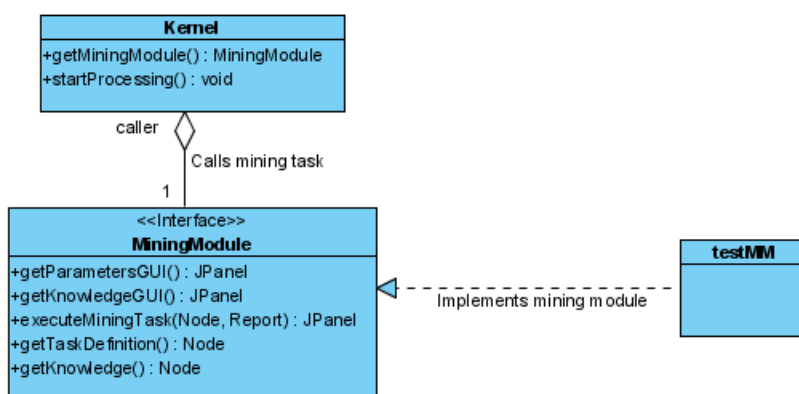 Kernel
+getMiningModule() : MiningModule
+startProcessing() : void
caller
Calls mining task
1
<<Interface>>
MiningModule
+getParametersGUI() : JPanel
+getKnowledgeGUI() : JPanel
+executeMiningTask(Node, Report) : JPanel
+getTaskDefinition() : Node
+getKnowledge() : Node
Implements mining module
testMM